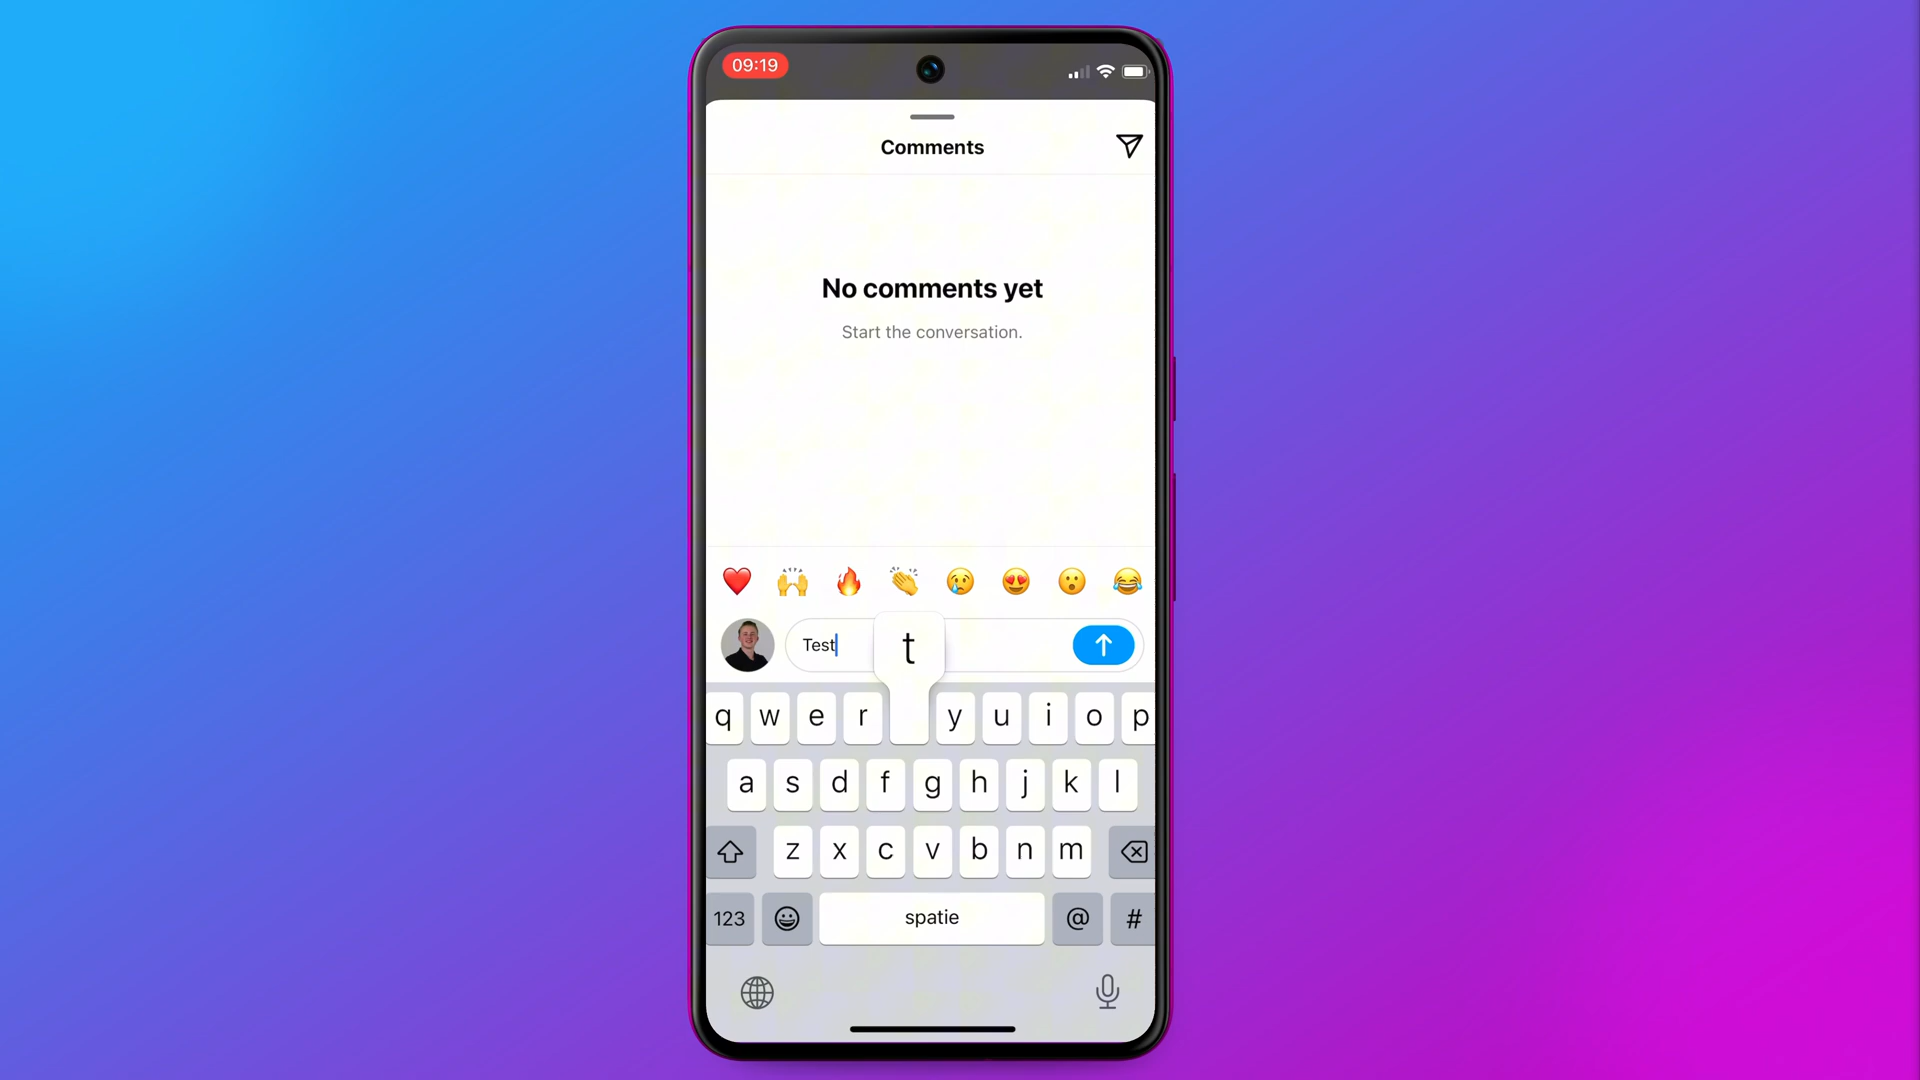 09:19
Comments
No comments yet
Start the conversation.
Test
t
q w e r y u i o p
a s d f g h j k l
z x c v b n m
123 spatie @ #